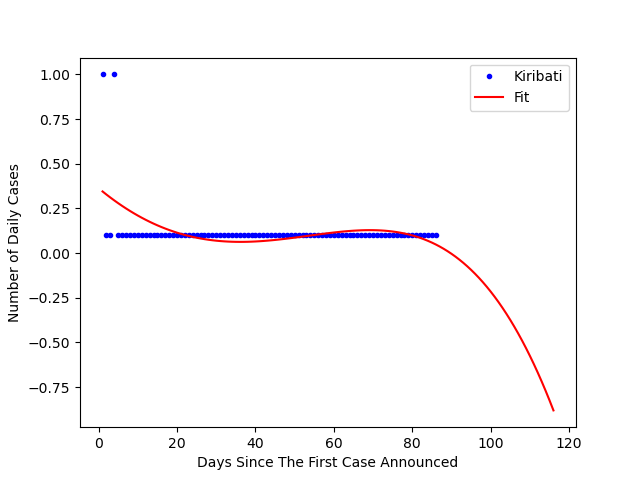 1.00
0.75
0.50
0.25
0.00
−0.25
−0.50
−0.75
Number of Daily Cases
Kiribati
Fit
0 20 40 60 80 100 120
Days Since The First Case Announced